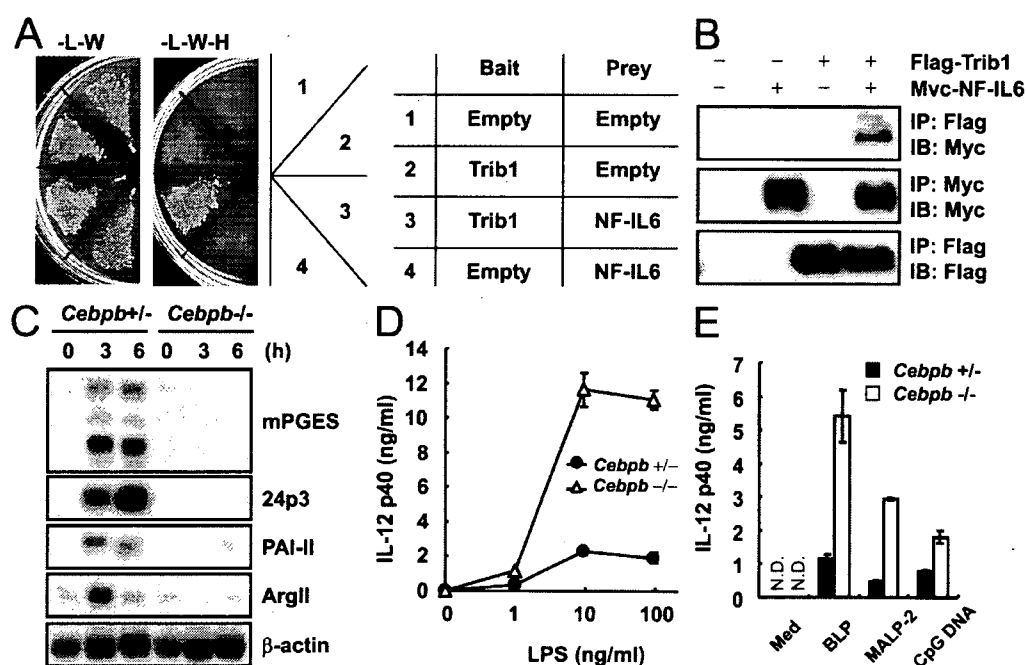 A
-L-W
-L-W-H
1
2
3
4
Bait Prey
1 Empty Empty
2 Trib1 Empty
3 Trib1 NF-IL6
4 Empty NF-IL6
B
− − + + Flag-Trib1
− + − + Myc-NF-IL6
IP: Flag
IB: Myc
IP: Myc
IB: Myc
IP: Flag
IB: Flag
C
Cebpb+/- Cebpb-/-
0 3 6 0 3 6 (h)
mPGES
24p3
PAI-II
ArgII
β-actin
D
IL-12 p40 (ng/ml)
14
12
10
8
6
4
2
0
Cebpb +/−
Cebpb −/−
0 1 10 100
LPS (ng/ml)
E
IL-12 p40 (ng/ml)
7
6
5
4
3
2
1
0
Cebpb +/-
Cebpb -/-
N.D.
N.D.
Med
BLP
MALP-2
CpG DNA